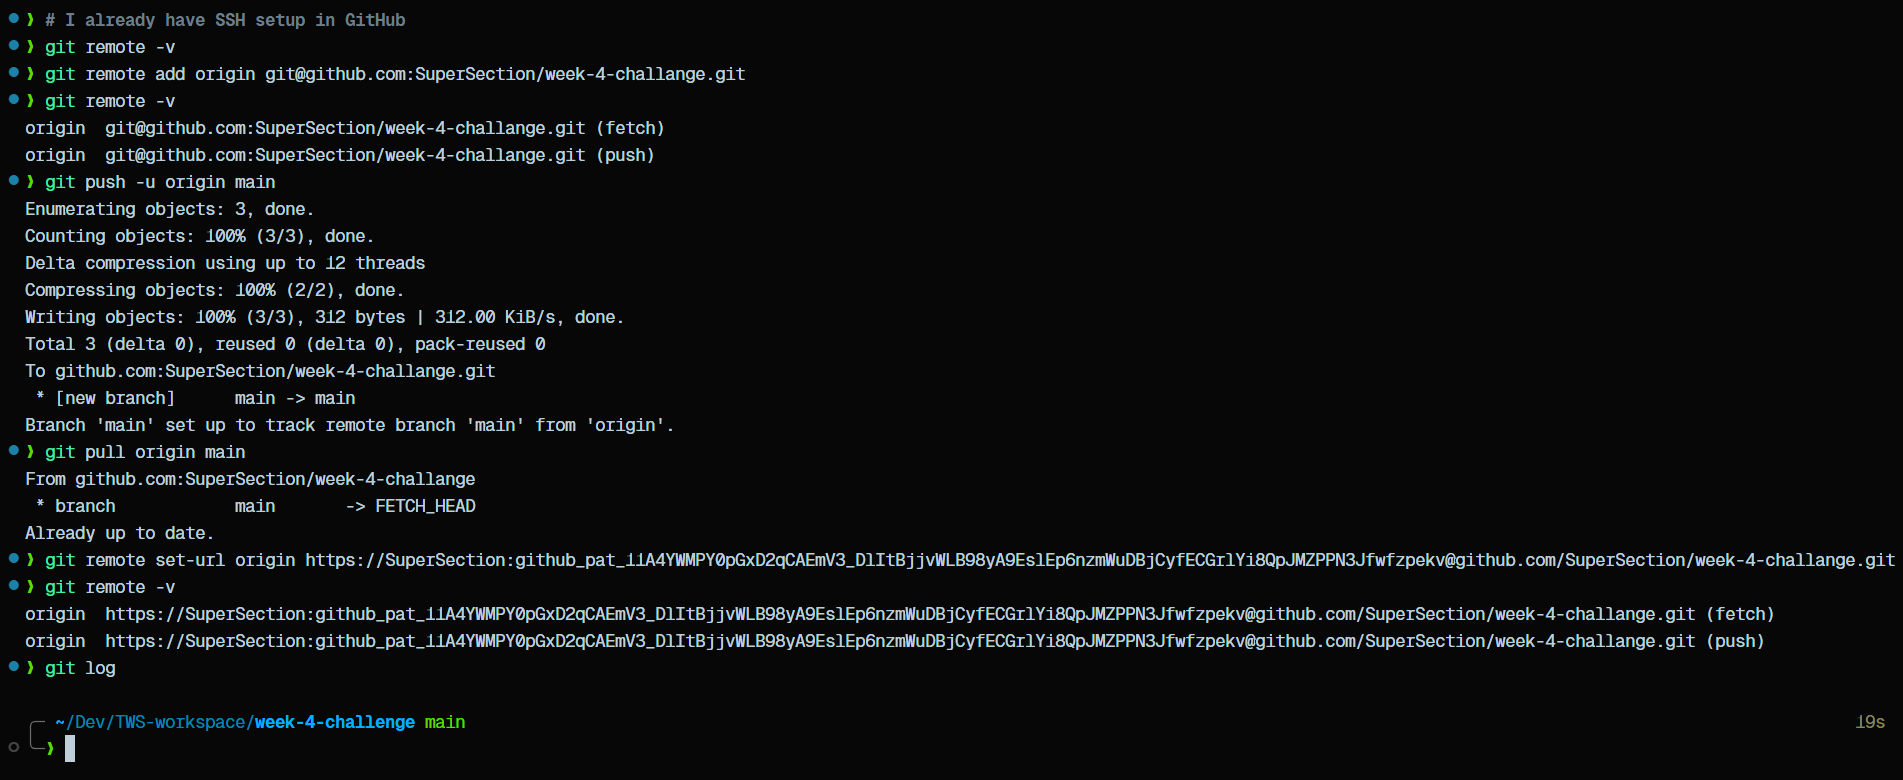 # I already have SSH setup in GitHub
git remote -v
git remote add origin git@github.com:SuperSection/week-4-challange.git
git remote -v
origin  git@github.com:SuperSection/week-4-challange.git (fetch)
origin  git@github.com:SuperSection/week-4-challange.git (push)
git push -u origin main
Enumerating objects: 3, done.
Counting objects: 100% (3/3), done.
Delta compression using up to 12 threads
Compressing objects: 100% (2/2), done.
Writing objects: 100% (3/3), 312 bytes | 312.00 KiB/s, done.
Total 3 (delta 0), reused 0 (delta 0), pack-reused 0
To github.com:SuperSection/week-4-challange.git
 * [new branch]      main -> main
Branch 'main' set up to track remote branch 'main' from 'origin'.
git pull origin main
From github.com:SuperSection/week-4-challange
 * branch            main       -> FETCH_HEAD
Already up to date.
git remote set-url origin https://SuperSection: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@github.com/SuperSection/week-4-challange.git
git remote -v
origin  https://SuperSection: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@github.com/SuperSection/week-4-challange.git (fetch)
origin  https://SuperSection: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@github.com/SuperSection/week-4-challange.git (push)
git log
~/Dev/TWS-workspace/week-4-challenge main 19s